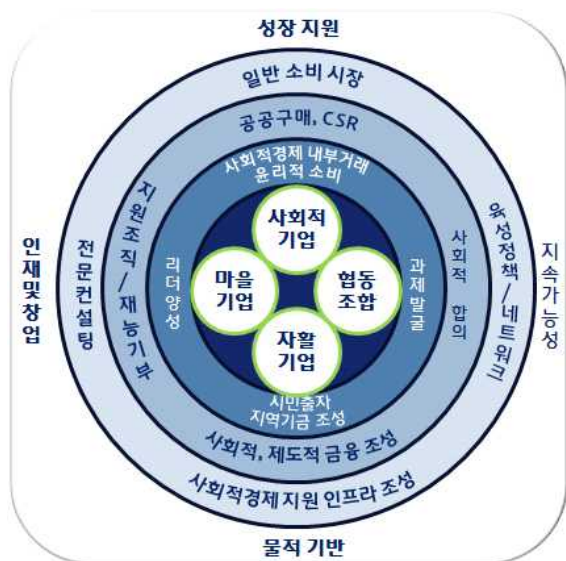 성장 지원
일반 소비 시장
공공구매, CSR
사회적경제 내부거래
윤리적 소비
사회적
기업
인재및창업
전문컨설팅
지원조직/재능기부
리더양성
마을
기업
협동
조합
과제발굴
사회적 합의
육성정책/네트워크
지속가능성
자활
기업
시민출자
지역기금 조성
사회적, 제도적 금융 조성
사회적경제 지원 인프라 조성
물적 기반